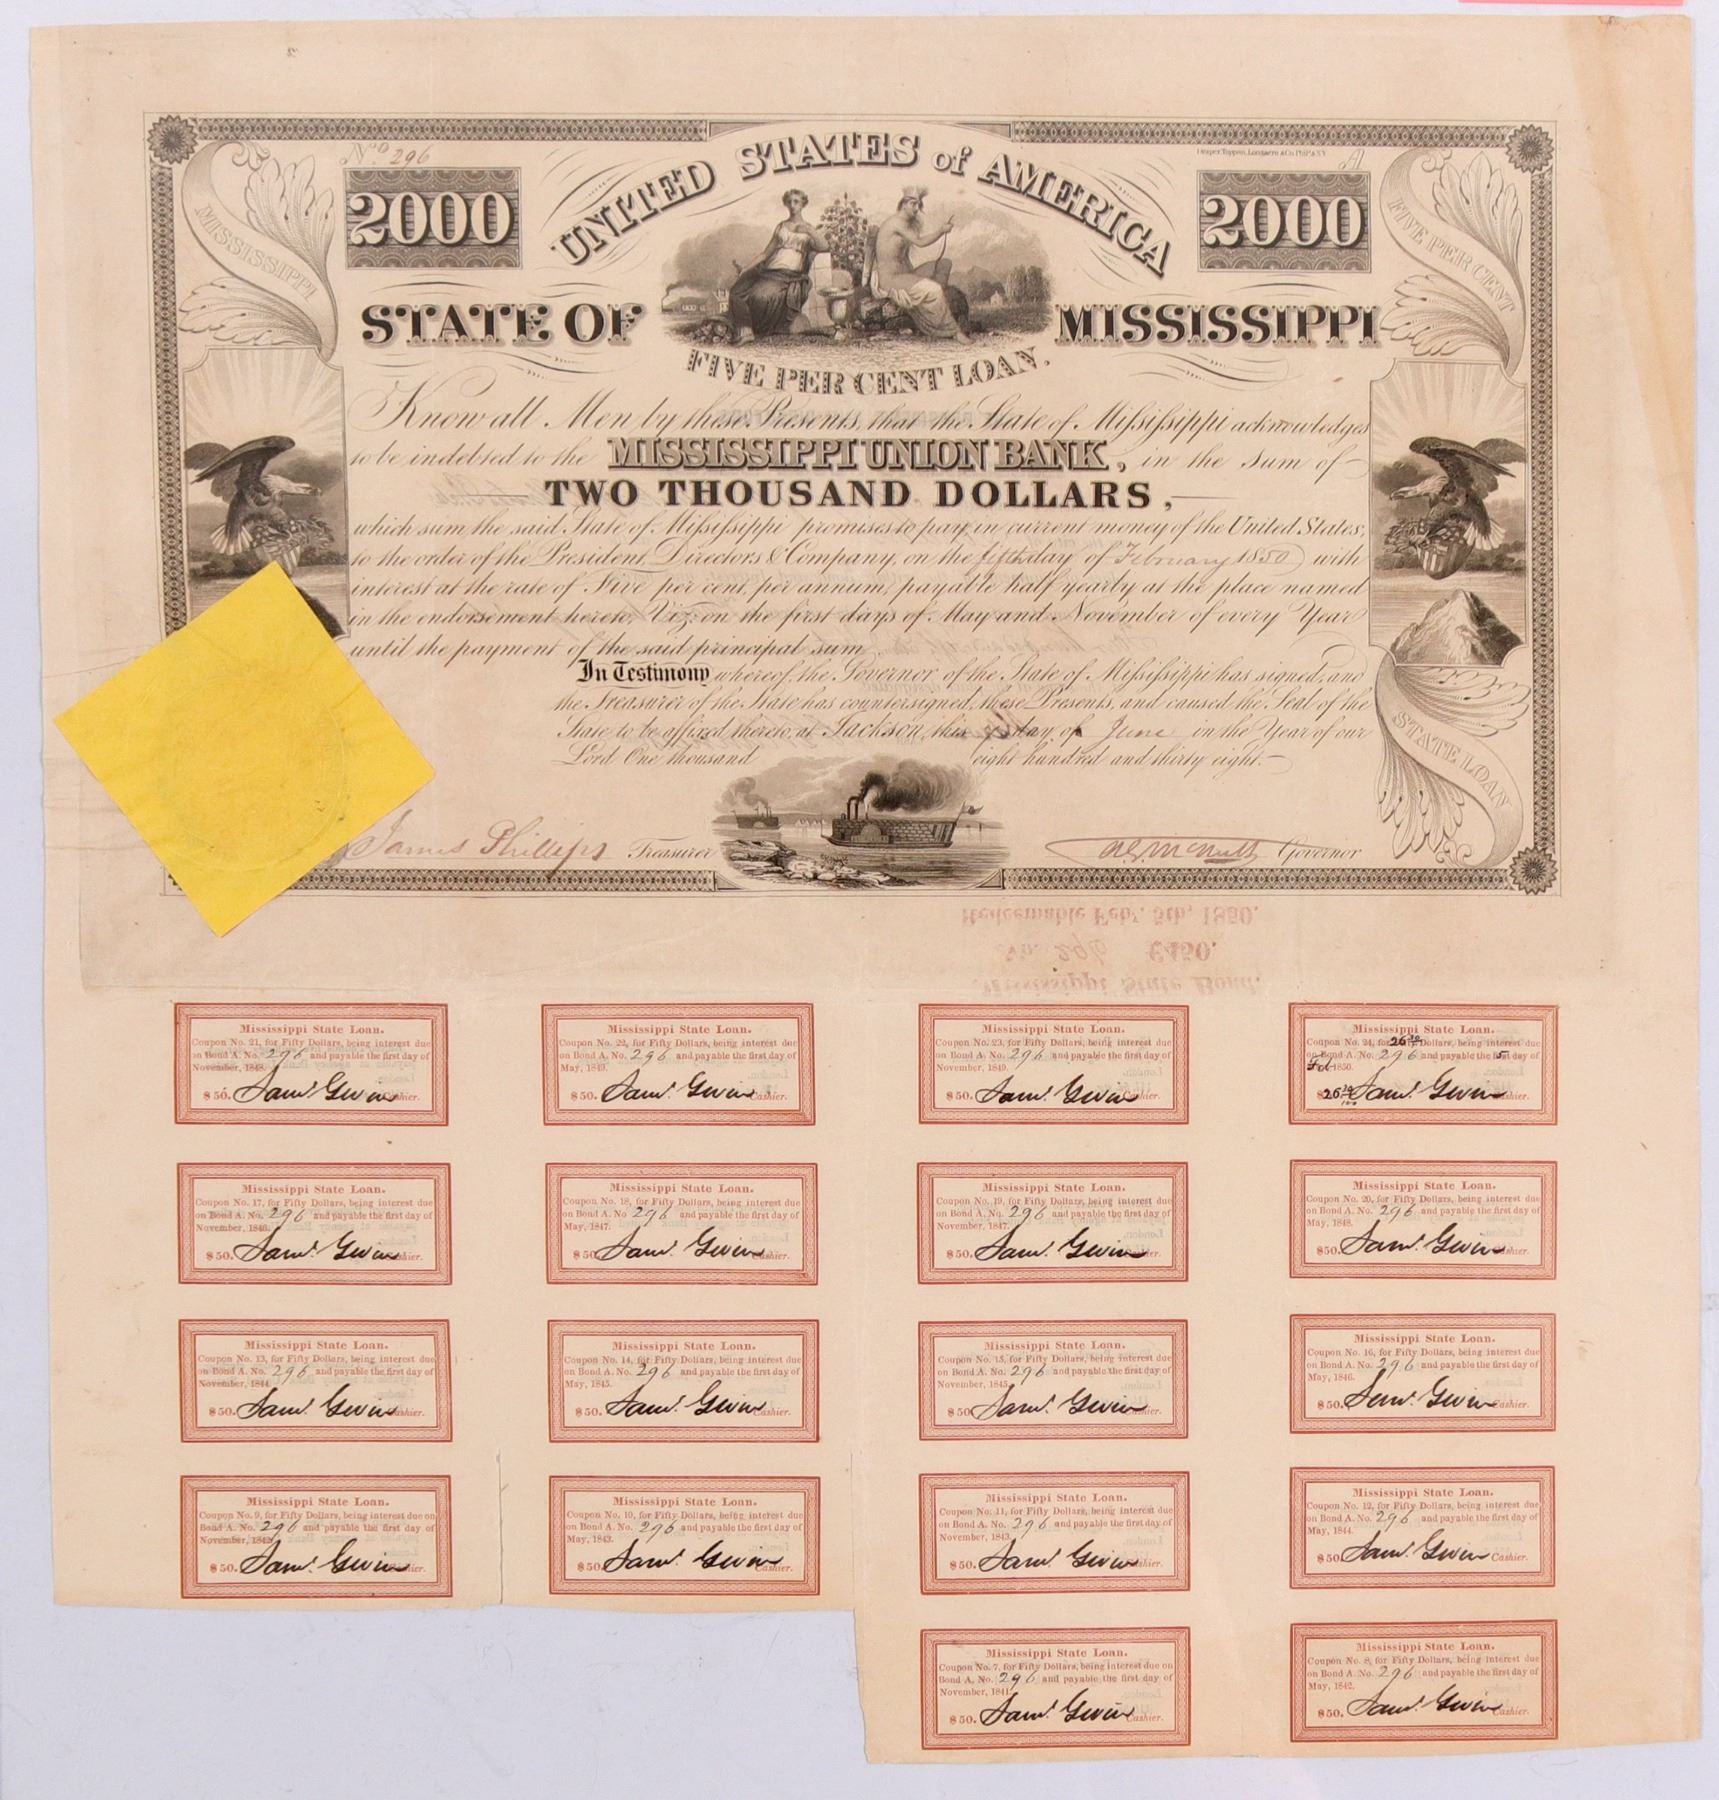 No. 296
A
2000
UNITED STATES of AMERICA
2000
MISSISSIPPI
FIVE PER CENT
STATE OF MISSISSIPPI
FIVE PER CENT LOAN.
Know all Men by these Presents, that the State of Mississippi acknowledges
to be indebted to the MISSISSIPPI UNION BANK, in the sum of
TWO THOUSAND DOLLARS,
which sum the said State of Mississippi promises to pay, in current money of the United States,
to the order of the President, Directors & Company, on the fifth day of February 1850 with
interest at the rate of Five per cent, per annum, payable half yearly at the place named
in the endorsement hereto, Viz: on the first days of May and November of every Year
until the payment of the said principal sum.
In Testimony whereof, the Governor of the State of Mississippi has signed, and
the Treasurer of the State has countersigned, these Presents, and caused the Seal of the
State to be affixed thereto, at Jackson, this day of June in the Year of our
Lord One thousand eight hundred and thirty eight.
STATE LOAN
James Phillips Treasurer
A G McNutt Governor
Redeemable Feb. 5th, 1850.
No. 296 £450.
Mississippi State Bond.
Mississippi State Loan.
Coupon No. 21, for Fifty Dollars, being interest due
on Bond A. No. 296 and payable the first day of
November, 1848.
$50. Saml. Gwin Cashier.
Mississippi State Loan.
Coupon No. 22, for Fifty Dollars, being interest due
on Bond A. No. 296 and payable the first day of
May, 1849.
$50. Saml. Gwin Cashier.
Mississippi State Loan.
Coupon No. 23, for Fifty Dollars, being interest due
on Bond A. No. 296 and payable the first day of
November, 1849.
$50. Saml. Gwin
Mississippi State Loan.
Coupon No. 24, for 26 Dollars, being interest due
on Bond A. No. 296 and payable the 5 day of
Feb 1850.
$26 Saml. Gwin Cashier.
Mississippi State Loan.
Coupon No. 17, for Fifty Dollars, being interest due
on Bond A. No. 296 and payable the first day of
November, 1846.
$50. Saml. Gwin Cashier.
Mississippi State Loan.
Coupon No. 18, for Fifty Dollars, being interest due
on Bond A. No. 296 and payable the first day of
May, 1847.
$50 Saml. Gwin Cashier.
Mississippi State Loan.
Coupon No. 19, for Fifty Dollars, being interest due
on Bond A. No. 296 and payable the first day of
November, 1847.
$50. Saml. Gwin Cashier.
Mississippi State Loan.
Coupon No. 20, for Fifty Dollars, being interest due
on Bond A. No. 296 and payable the first day of
May, 1848.
$50. Saml. Gwin Cashier.
Mississippi State Loan.
Coupon No. 13, for Fifty Dollars, being interest due
on Bond A. No. 296 and payable the first day of
November, 1844.
$50. Saml. Gwin Cashier.
Mississippi State Loan.
Coupon No. 14, for Fifty Dollars, being interest due
on Bond A. No. 296 and payable the first day of
May, 1845.
$50. Saml. Gwin Cashier.
Mississippi State Loan.
Coupon No. 15, for Fifty Dollars, being interest due
on Bond A. No. 296 and payable the first day of
November, 1845.
$50 Saml. Gwin Cashier.
Mississippi State Loan.
Coupon No. 16, for Fifty Dollars, being interest due
on Bond A. No. 296 and payable the first day of
May, 1846.
$50. Saml. Gwin Cashier.
Mississippi State Loan.
Coupon No. 9, for Fifty Dollars, being interest due on
Bond A. No. 296 and payable the first day of
November,
$50. Saml. Gwin Cashier.
Mississippi State Loan.
Coupon No. 10, for Fifty Dollars, being interest due
on Bond A. No. 296 and payable the first day of
May, 1843.
$50 Saml. Gwin Cashier.
Mississippi State Loan.
Coupon No. 11, for Fifty Dollars, being interest due
on Bond A. No. 296 and payable the first day of
November, 1843.
$50. Saml. Gwin Cashier.
Mississippi State Loan.
Coupon No. 12, for Fifty Dollars, being interest due
on Bond A. No. 296 and payable the first day of
May, 1844.
$50 Saml. Gwin Cashier.
Mississippi State Loan.
Coupon No. 7, for Fifty Dollars, being interest due on
Bond A. No. 296 and payable the first day of
November, 1841
$50. Saml. Gwin Cashier.
Mississippi State Loan.
Coupon No. 8, for Fifty Dollars, being interest due
on Bond A. No. 296 and payable the first day of
May, 1842.
$50. Saml. Gwin Cashier.